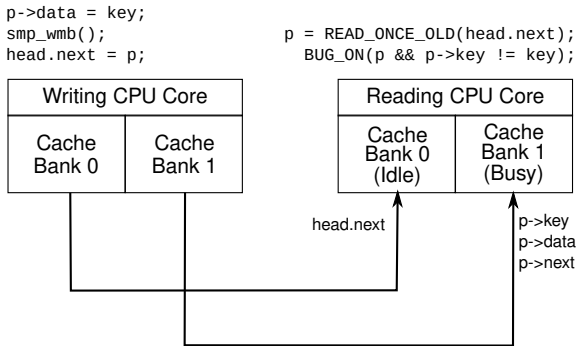 p->data = key;
smp_wmb();
head.next = p;
p = READ_ONCE_OLD(head.next);
BUG_ON(p && p->key != key);
Writing CPU Core
Cache
Bank 0
Cache
Bank 1
Reading CPU Core
Cache
Bank 0
(Idle)
Cache
Bank 1
(Busy)
head.next
p->key
p->data
p->next